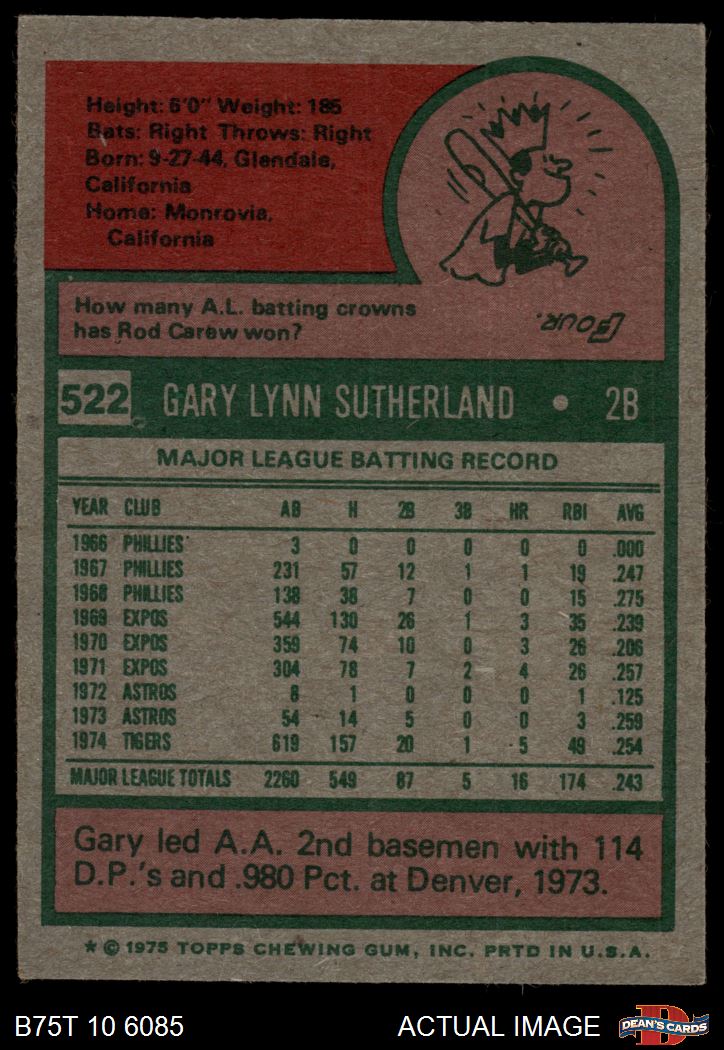 Height: 6'0" Weight: 185
Bats: Right Throws: Right
Born: 9-27-44, Glendale,
California
Home: Monrovia,
California
How many A.L. batting crowns
has Rod Carew won?
FOUR.
522 GARY LYNN SUTHERLAND • 2B
MAJOR LEAGUE BATTING RECORD
YEAR CLUB AB H 2B 3B HR RBI AVG
1966 PHILLIES 3 0 0 0 0 0 .000
1967 PHILLIES 231 57 12 1 1 19 .247
1968 PHILLIES 138 38 7 0 0 15 .275
1969 EXPOS 544 130 26 1 3 35 .239
1970 EXPOS 359 74 10 0 3 26 .206
1971 EXPOS 304 78 7 2 4 26 .257
1972 ASTROS 8 1 0 0 0 1 .125
1973 ASTROS 54 14 5 0 0 3 .259
1974 TIGERS 619 157 20 1 5 49 .254
MAJOR LEAGUE TOTALS 2260 549 87 5 16 174 .243
Gary led A.A. 2nd basemen with 114
D.P.'s and .980 Pct. at Denver, 1973.
* © 1975 TOPPS CHEWING GUM, INC. PRTD IN U.S.A.
B75T 10 6085 ACTUAL IMAGE D DEAN'S CARDS